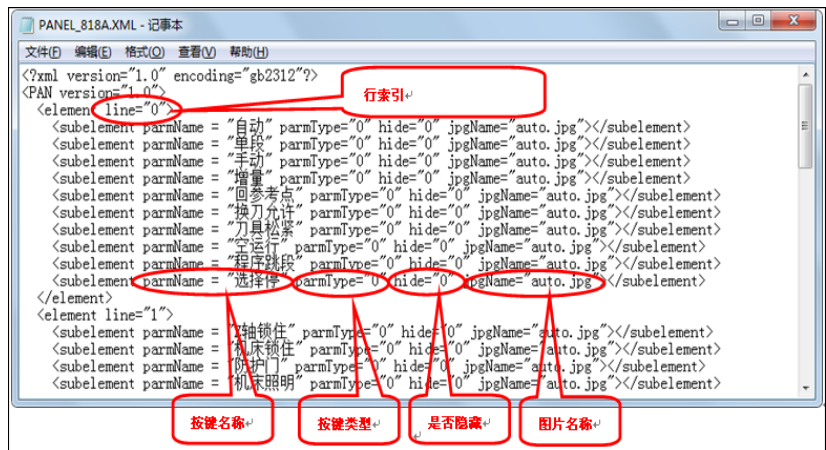 PANEL_818A.XML - 记事本
文件(F) 编辑(E) 格式(O) 查看(V) 帮助(H)
<?xml version="1.0" encoding="gb2312"?>
<PAN version="1.0">
行索引
<element line="0">
<subelement parmName = "自动" parmType="0" hide="0" jpgName="auto.jpg"></subelement>
<subelement parmName = "单段" parmType="0" hide="0" jpgName="auto.jpg"></subelement>
<subelement parmName = "手动" parmType="0" hide="0" jpgName="auto.jpg"></subelement>
<subelement parmName = "增量" parmType="0" hide="0" jpgName="auto.jpg"></subelement>
<subelement parmName = "回参考点" parmType="0" hide="0" jpgName="auto.jpg"></subelement>
<subelement parmName = "换刀允许" parmType="0" hide="0" jpgName="auto.jpg"></subelement>
<subelement parmName = "刀具松紧" parmType="0" hide="0" jpgName="auto.jpg"></subelement>
<subelement parmName = "空运行" parmType="0" hide="0" jpgName="auto.jpg"></subelement>
<subelement parmName = "程序跳段" parmType="0" hide="0" jpgName="auto.jpg"></subelement>
<subelement parmName = "选择停" parmType="0" hide="0" jpgName="auto.jpg"></subelement>
</element>
<element line="1">
<subelement parmName = "Z轴锁住" parmType="0" hide="0" jpgName="auto.jpg"></subelement>
<subelement parmName = "机床锁住" parmType="0" hide="0" jpgName="auto.jpg"></subelement>
<subelement parmName = "防护门" parmType="0" hide="0" jpgName="auto.jpg"></subelement>
<subelement parmName = "机床照明" parmType="0" hide="0" jpgName="auto.jpg"></subelement>
按键名称 按键类型 是否隐藏 图片名称